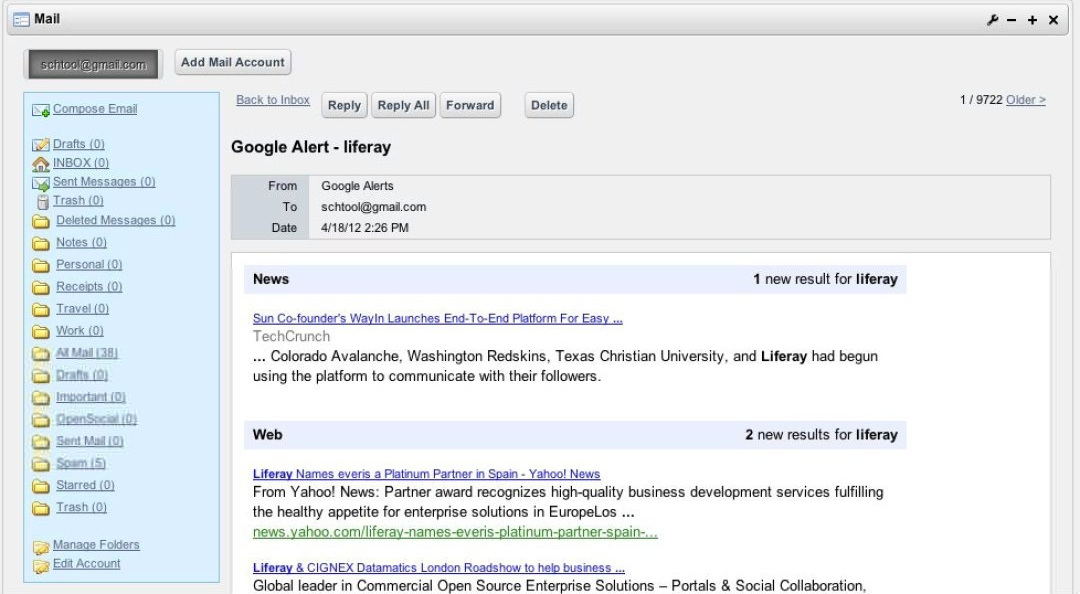 Mail
schtool@gmail.com
Add Mail Account
Compose Email
Drafts (0)
INBOX (0)
Sent Messages (0)
Trash (0)
Deleted Messages (0)
Notes (0)
Personal (0)
Receipts (0)
Travel (0)
Work (0)
All Mail (38)
Drafts (0)
Important (0)
OpenSocial (0)
Sent Mail (0)
Spam (5)
Starred (0)
Trash (0)
Manage Folders
Edit Account
Back to Inbox Reply Reply All Forward Delete 1 / 9722 Older >
Google Alert - liferay
From Google Alerts
To schtool@gmail.com
Date 4/18/12 2:26 PM
News 1 new result for liferay
Sun Co-founder's WayIn Launches End-To-End Platform For Easy ...
TechCrunch
... Colorado Avalanche, Washington Redskins, Texas Christian University, and Liferay had begun
using the platform to communicate with their followers.
Web 2 new results for liferay
Liferay Names everis a Platinum Partner in Spain - Yahoo! News
From Yahoo! News: Partner award recognizes high-quality business development services fulfilling
the healthy appetite for enterprise solutions in EuropeLos ...
news.yahoo.com/liferay-names-everis-platinum-partner-spain-...
Liferay & CIGNEX Datamatics London Roadshow to help business ...
Global leader in Commercial Open Source Enterprise Solutions – Portals & Social Collaboration,